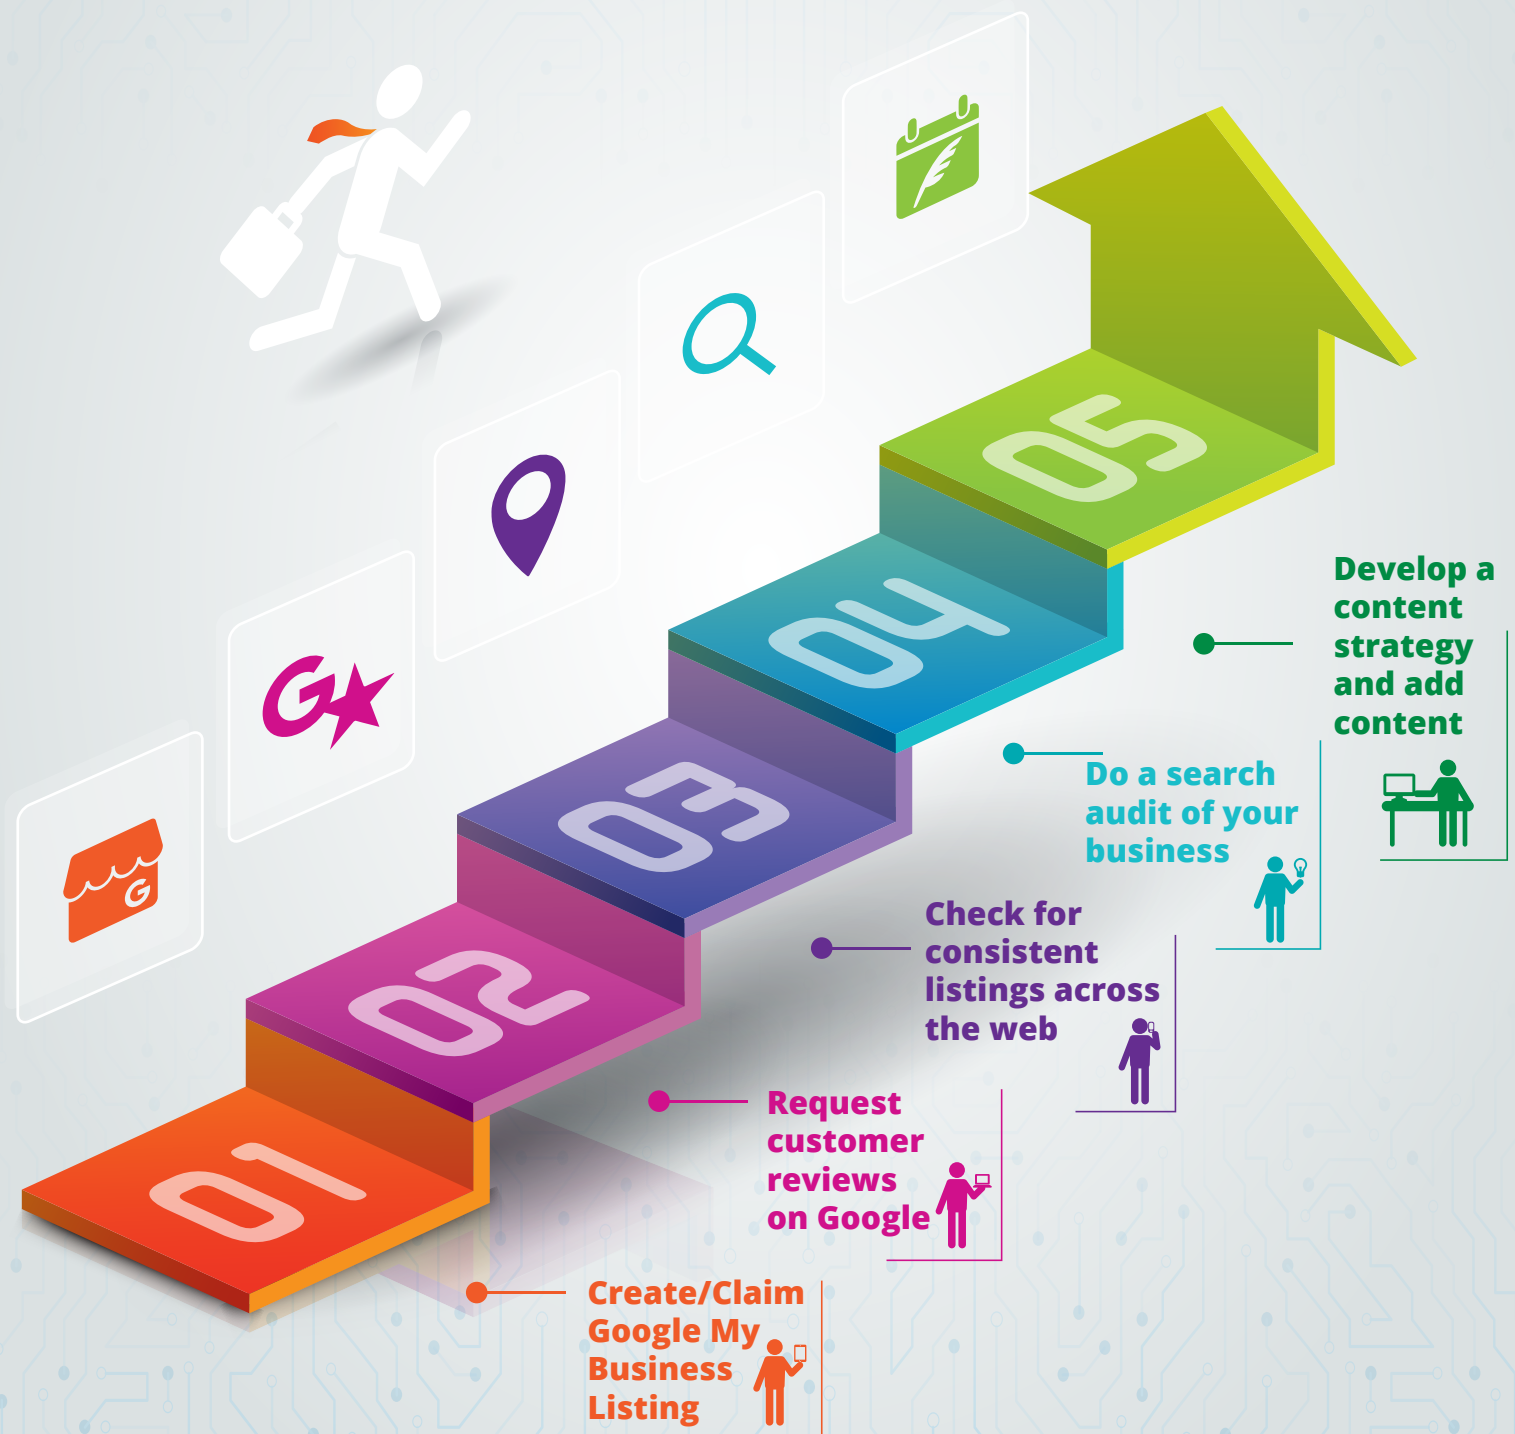 01
Create/Claim
Google My
Business
Listing
02
Request
customer
reviews
on Google
03
Check for
consistent
listings across
the web
04
Do a search
audit of your
business
05
Develop a
content
strategy
and add
content
G
G